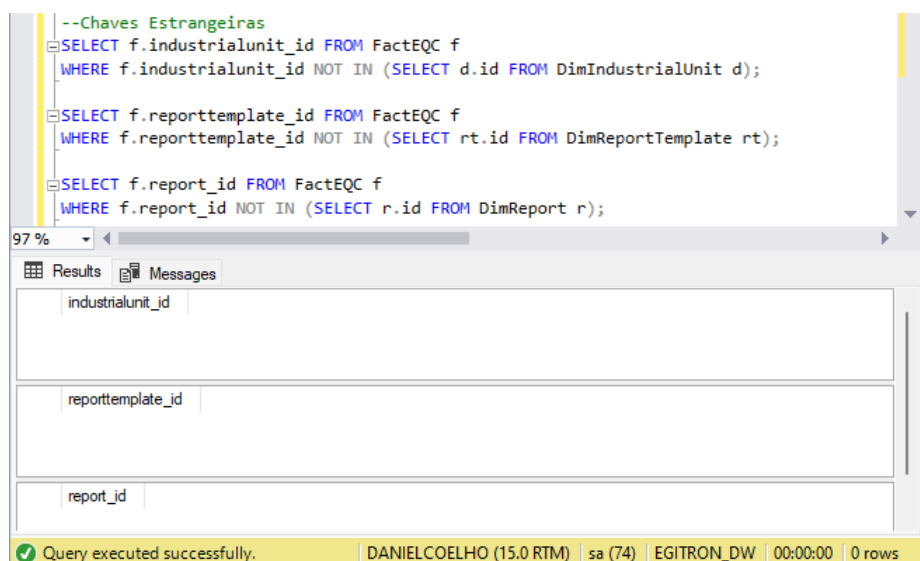 --Chaves Estrangeiras
SELECT f.industrialunit_id FROM FactEQC f
WHERE f.industrialunit_id NOT IN (SELECT d.id FROM DimIndustrialUnit d);
SELECT f.reporttemplate_id FROM FactEQC f
WHERE f.reporttemplate_id NOT IN (SELECT rt.id FROM DimReportTemplate rt);
SELECT f.report_id FROM FactEQC f
WHERE f.report_id NOT IN (SELECT r.id FROM DimReport r);
97 %
Results Messages
industrialunit_id
reporttemplate_id
report_id
Query executed successfully. DANIELCOELHO (15.0 RTM) sa (74) EGITRON_DW 00:00:00 0 rows